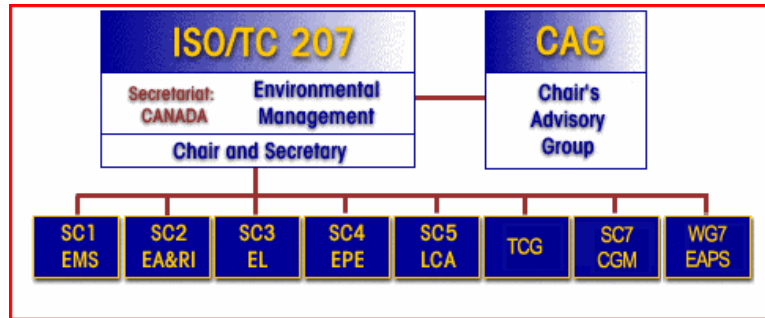 ISO/TC 207
Secretariat:
CANADA
Environmental
Management
Chair and Secretary
CAG
Chair's
Advisory
Group
SC1
EMS
SC2
EA&RI
SC3
EL
SC4
EPE
SC5
LCA
TCG
SC7
CGM
WG7
EAPS